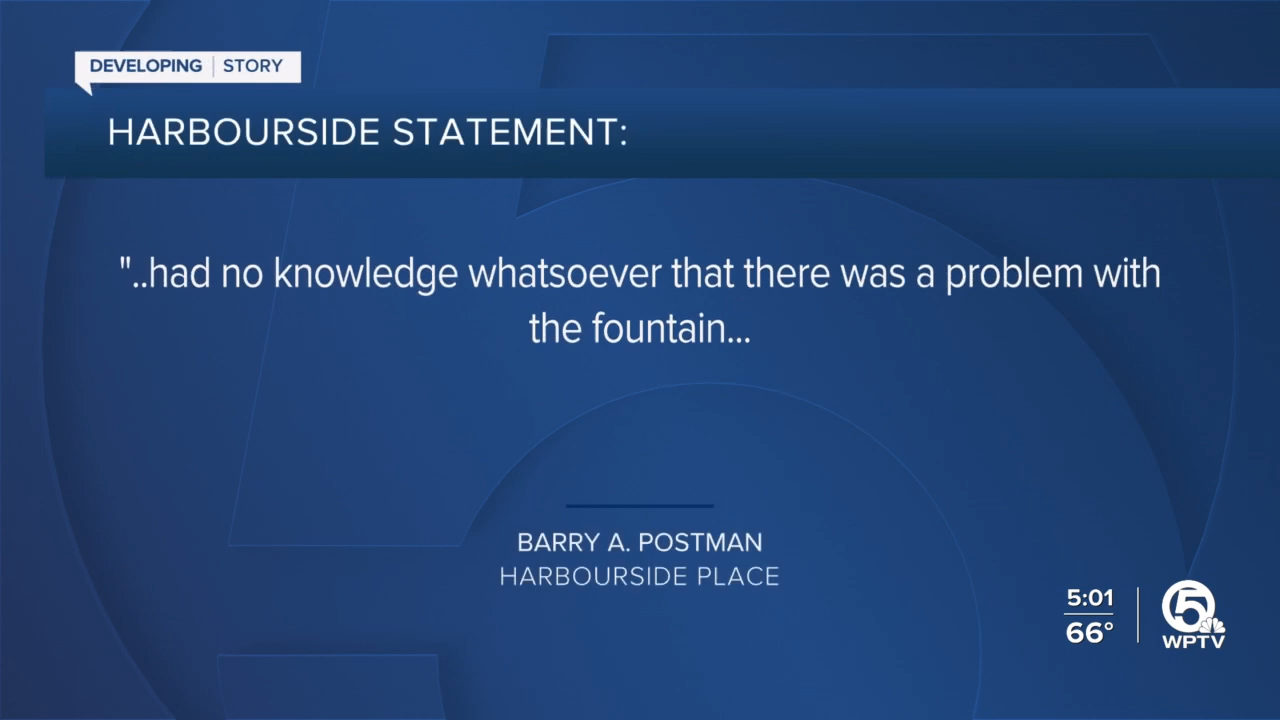 DEVELOPING | STORY
HARBOURSIDE STATEMENT:
"..had no knowledge whatsoever that there was a problem with
the fountain...
BARRY A. POSTMAN
HARBOURSIDE PLACE
5:01
66°
5
WPTV